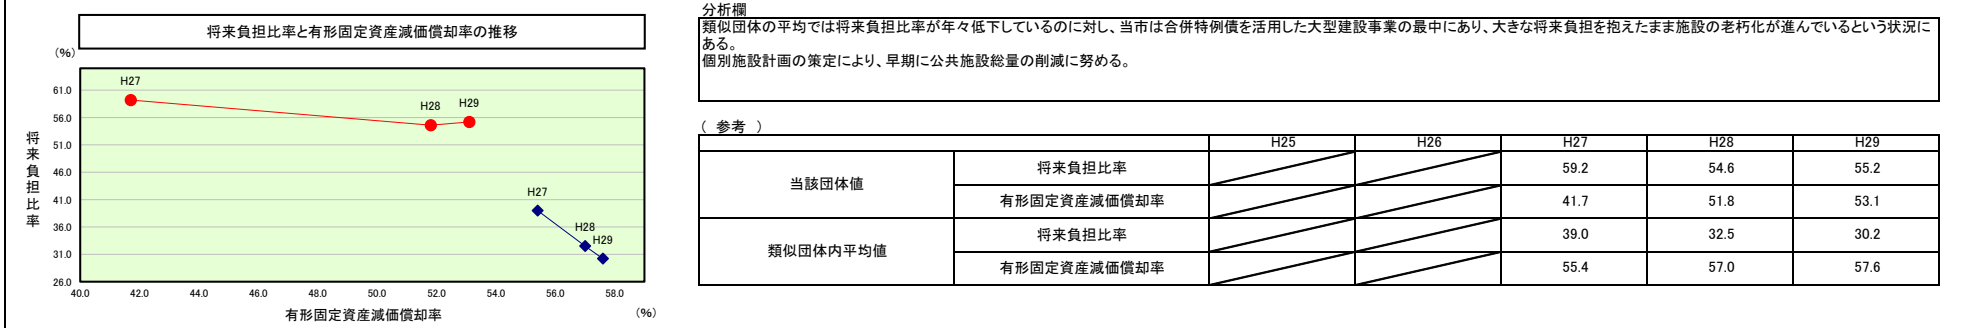 将来負担比率と有形固定資産減価償却率の推移
(%)
61.0
56.0
51.0
46.0
41.0
36.0
31.0
26.0
将来負担比率
H27
H28
H29
H27
H28
H29
40.0 42.0 44.0 46.0 48.0 50.0 52.0 54.0 56.0 58.0
有形固定資産減価償却率
(%)
分析欄
類似団体の平均では将来負担比率が年々低下しているのに対し、当市は合併特例債を活用した大型建設事業の最中にあり、大きな将来負担を抱えたまま施設の老朽化が進んでいるという状況に
ある。
個別施設計画の策定により、早期に公共施設総量の削減に努める。
( 参考 )
H25 H26 H27 H28 H29
当該団体値
将来負担比率 59.2 54.6 55.2
有形固定資産減価償却率 41.7 51.8 53.1
類似団体内平均値
将来負担比率 39.0 32.5 30.2
有形固定資産減価償却率 55.4 57.0 57.6